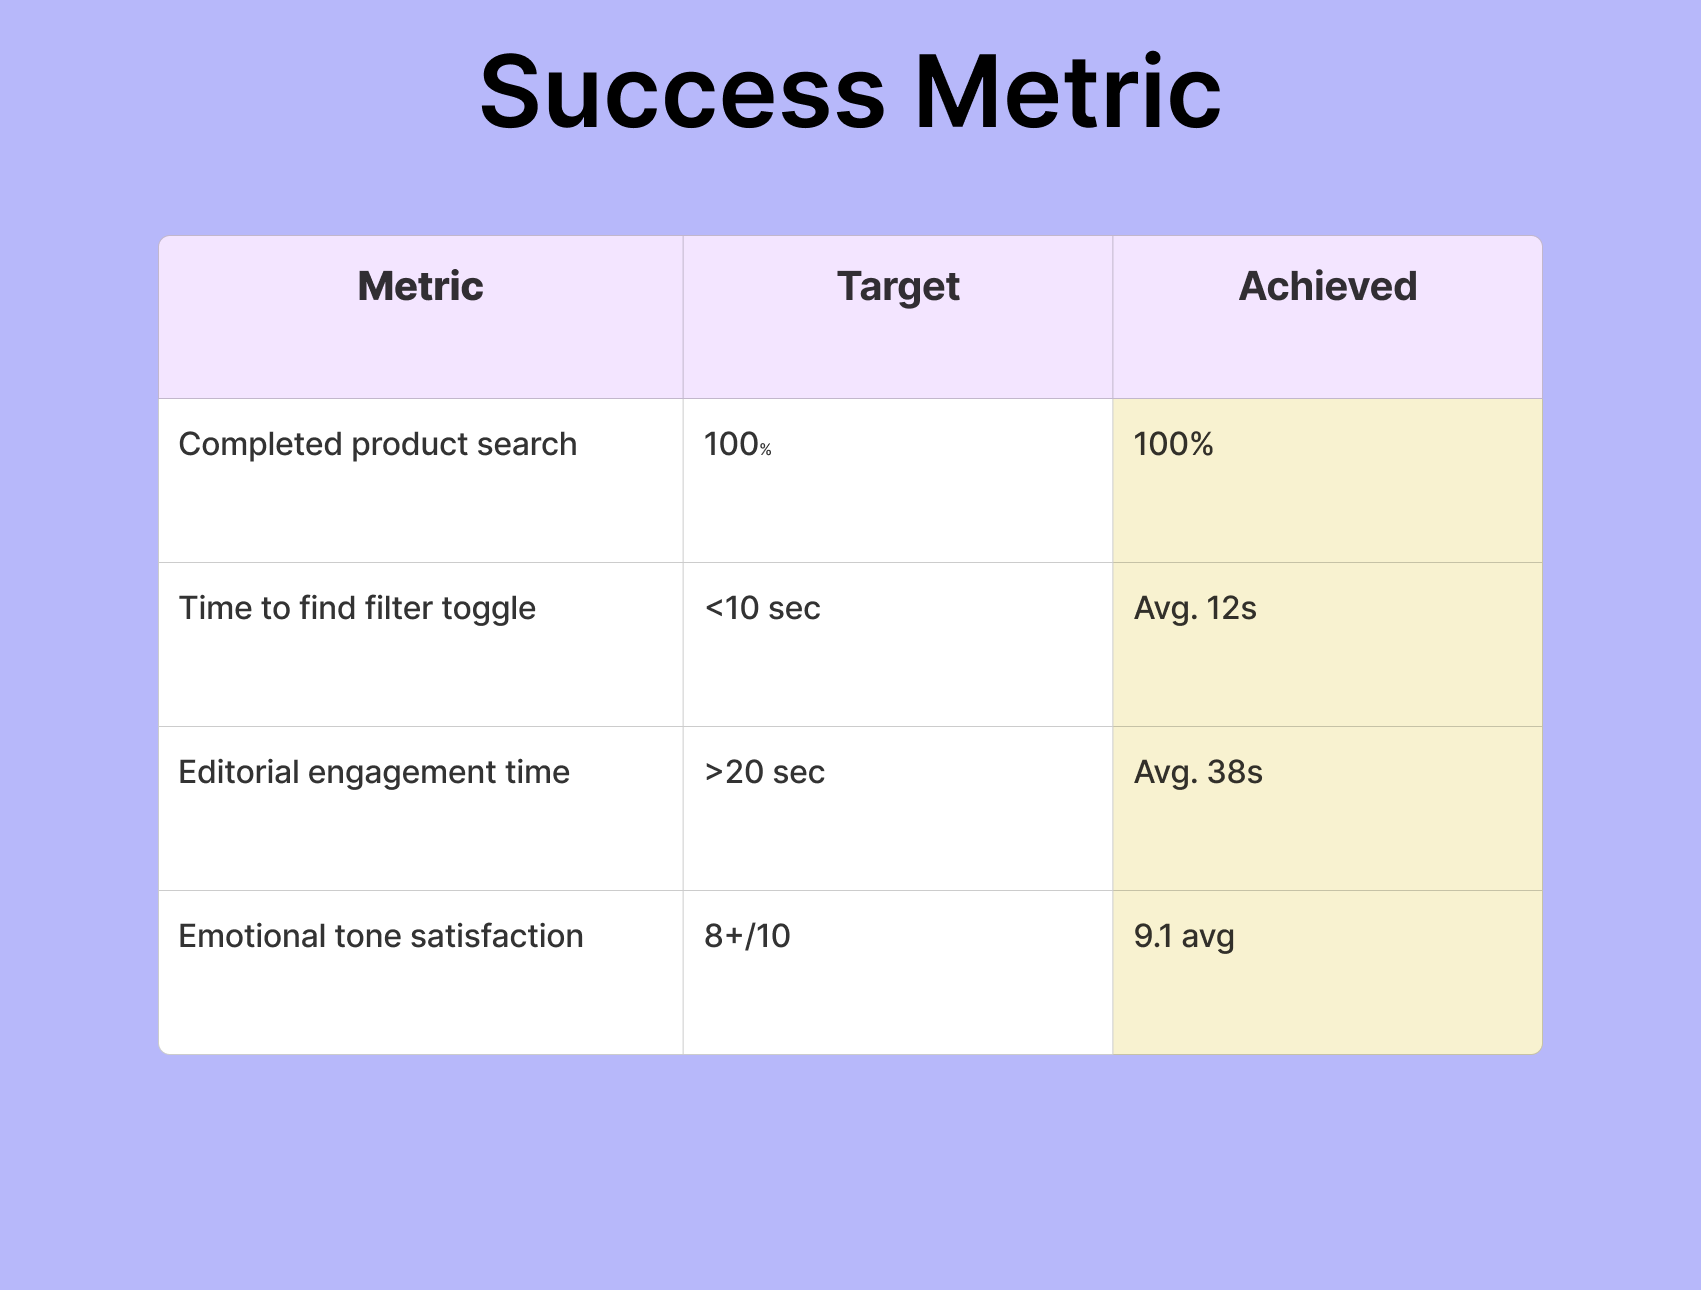 Success Metric
Metric Target Achieved
Completed product search 100% 100%
Time to find filter toggle <10 sec Avg. 12s
Editorial engagement time >20 sec Avg. 38s
Emotional tone satisfaction 8+/10 9.1 avg